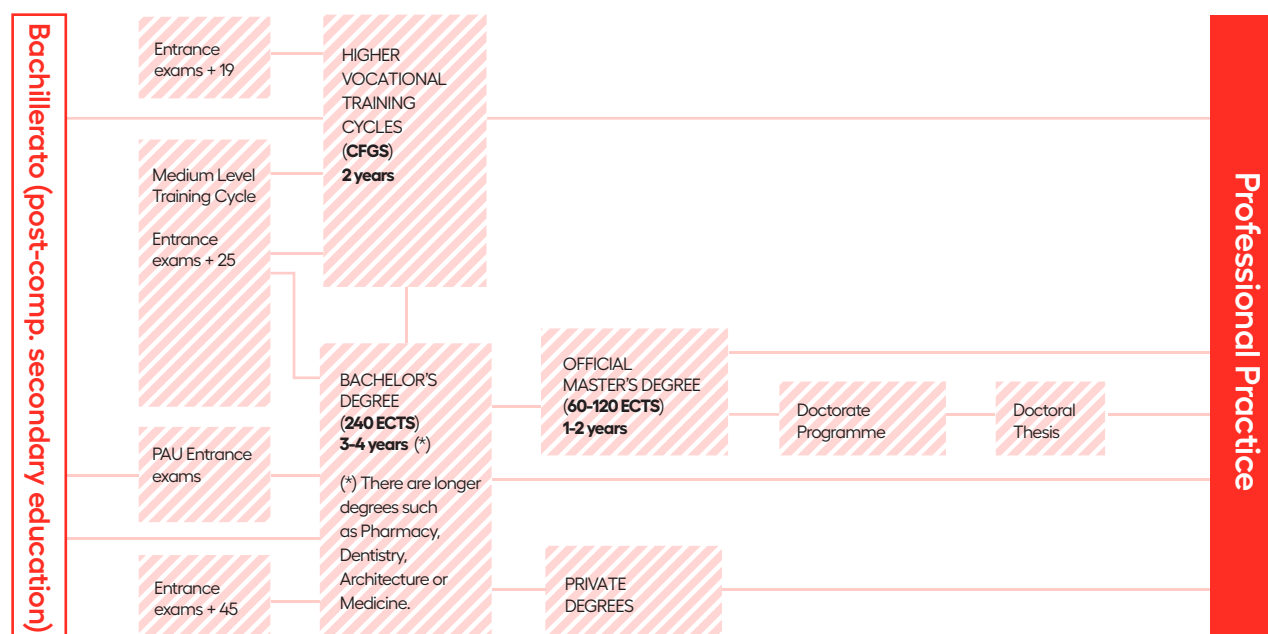 Bachillerato (post-comp. secondary education)
Entrance
exams + 19
Medium Level
Training Cycle
Entrance
exams + 25
PAU Entrance
exams
Entrance
exams + 45
HIGHER
VOCATIONAL
TRAINING
CYCLES
(CFGS)
2 years
BACHELOR'S
DEGREE
(240 ECTS)
3-4 years (*)
(*) There are longer
degrees such
as Pharmacy,
Dentistry,
Architecture or
Medicine.
OFFICIAL
MASTER'S DEGREE
(60-120 ECTS)
1-2 years
PRIVATE
DEGREES
Doctorate
Programme
Doctoral
Thesis
Professional Practice